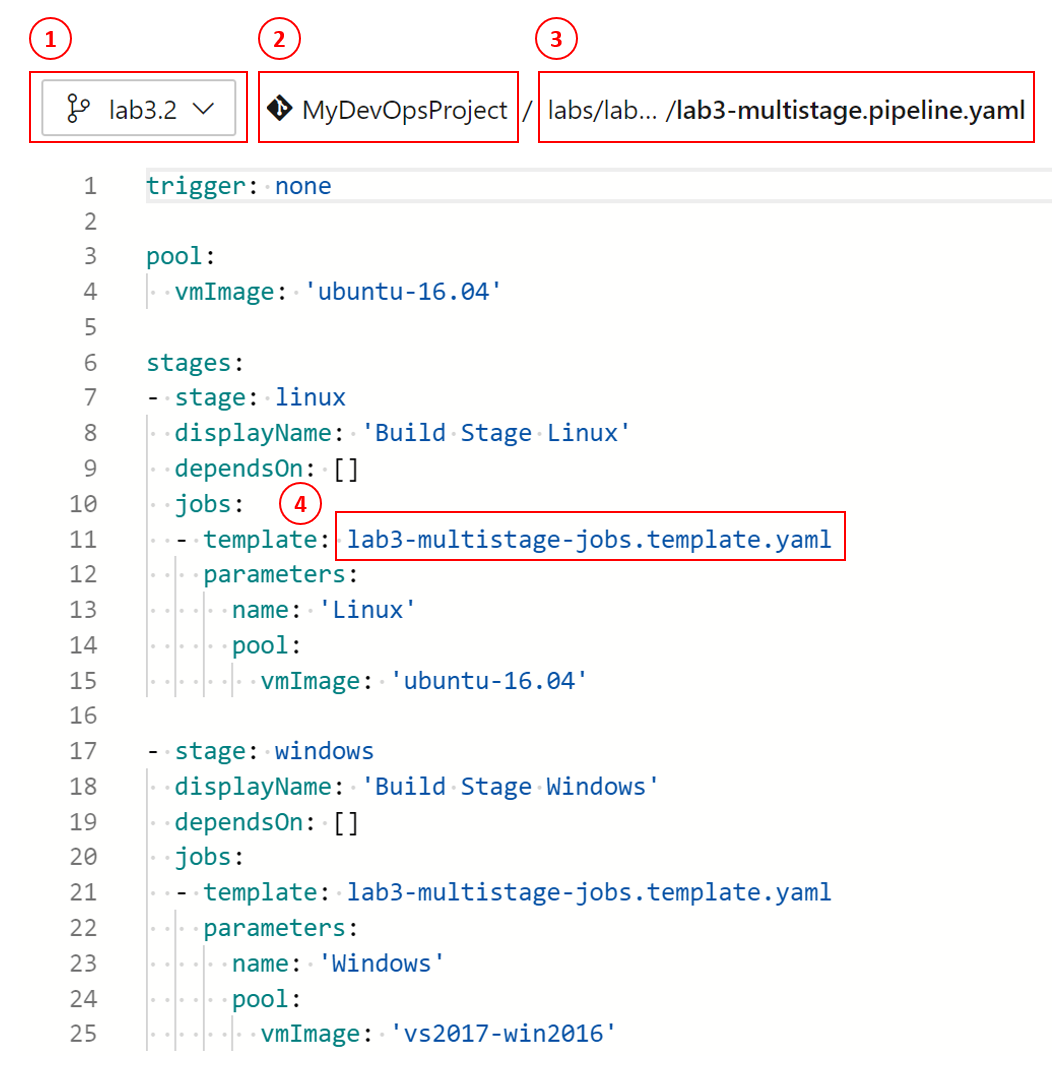 1 2 3
lab3.2 MyDevOpsProject / labs/lab... /lab3-multistage.pipeline.yaml
1 trigger: none
2
3 pool:
4   vmImage: 'ubuntu-16.04'
5
6 stages:
7 - stage: linux
8   displayName: 'Build Stage Linux'
9   dependsOn: []
10   jobs: 4
11   - template: lab3-multistage-jobs.template.yaml
12     parameters:
13       name: 'Linux'
14       pool:
15         vmImage: 'ubuntu-16.04'
16
17 - stage: windows
18   displayName: 'Build Stage Windows'
19   dependsOn: []
20   jobs:
21   - template: lab3-multistage-jobs.template.yaml
22     parameters:
23       name: 'Windows'
24       pool:
25         vmImage: 'vs2017-win2016'